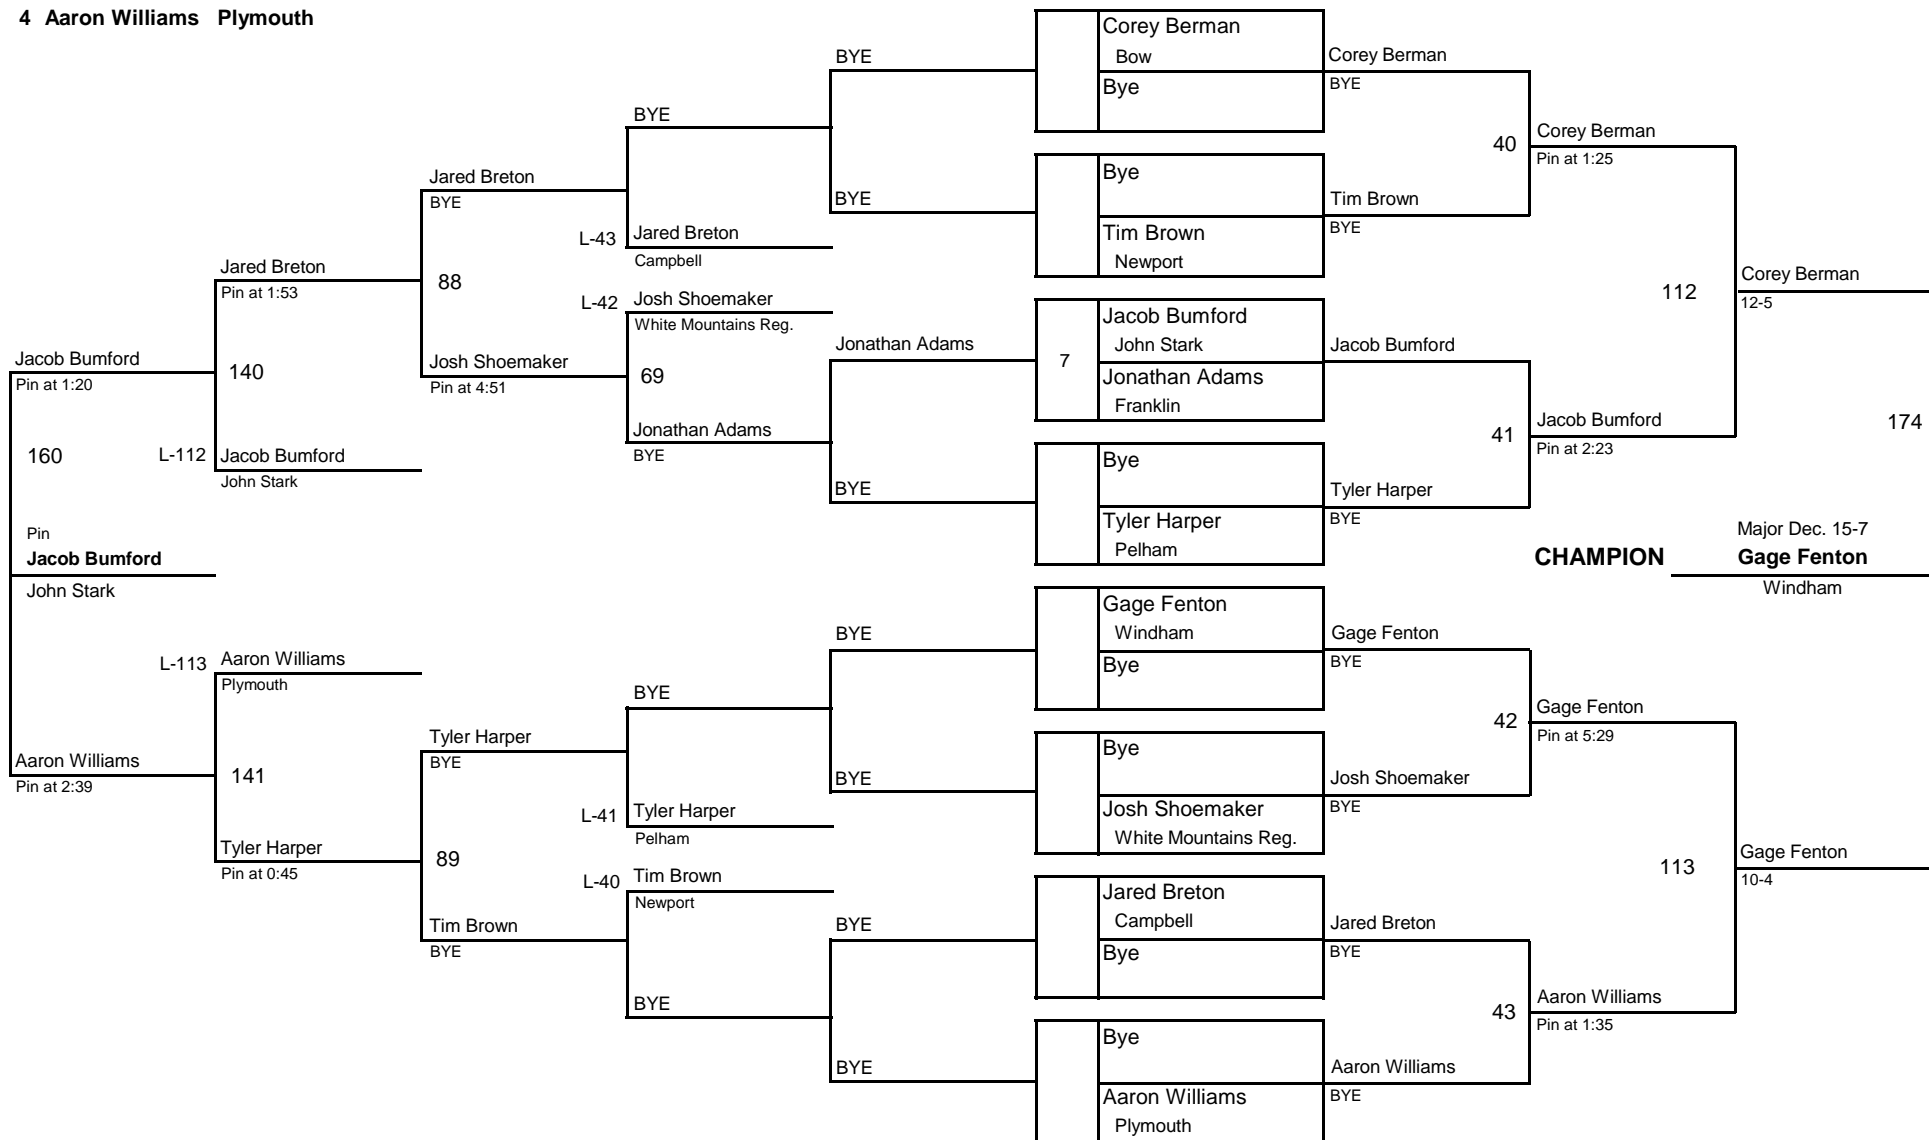 4 Aaron Williams Plymouth
Corey Berman
Bow
Bye
Bye
Tim Brown
Newport
7
Jacob Bumford
John Stark
Jonathan Adams
Franklin
Bye
Tyler Harper
Pelham
Gage Fenton
Windham
Bye
Bye
Josh Shoemaker
White Mountains Reg.
Jared Breton
Campbell
Bye
Bye
Aaron Williams
Plymouth
Corey Berman
BYE
40
Tim Brown
BYE
Jacob Bumford
41
Tyler Harper
BYE
Gage Fenton
BYE
42
Josh Shoemaker
BYE
Jared Breton
BYE
43
Aaron Williams
BYE
Corey Berman
Pin at 1:25
112
Jacob Bumford
Pin at 2:23
Gage Fenton
Pin at 5:29
113
Aaron Williams
Pin at 1:35
Corey Berman
12-5
174
Major Dec. 15-7
CHAMPION Gage Fenton
Windham
Gage Fenton
10-4
BYE
BYE
Jonathan Adams
BYE
BYE
BYE
BYE
BYE
BYE
L-43 Jared Breton
Campbell
L-42 Josh Shoemaker
White Mountains Reg.
69
Jonathan Adams
BYE
BYE
L-41 Tyler Harper
Pelham
L-40 Tim Brown
Newport
BYE
Jared Breton
BYE
88
Josh Shoemaker
Pin at 4:51
Tyler Harper
BYE
89
Tim Brown
BYE
Jared Breton
Pin at 1:53
140
L-112 Jacob Bumford
John Stark
L-113 Aaron Williams
Plymouth
141
Tyler Harper
Pin at 0:45
Jacob Bumford
Pin at 1:20
160
Pin
Jacob Bumford
John Stark
Aaron Williams
Pin at 2:39